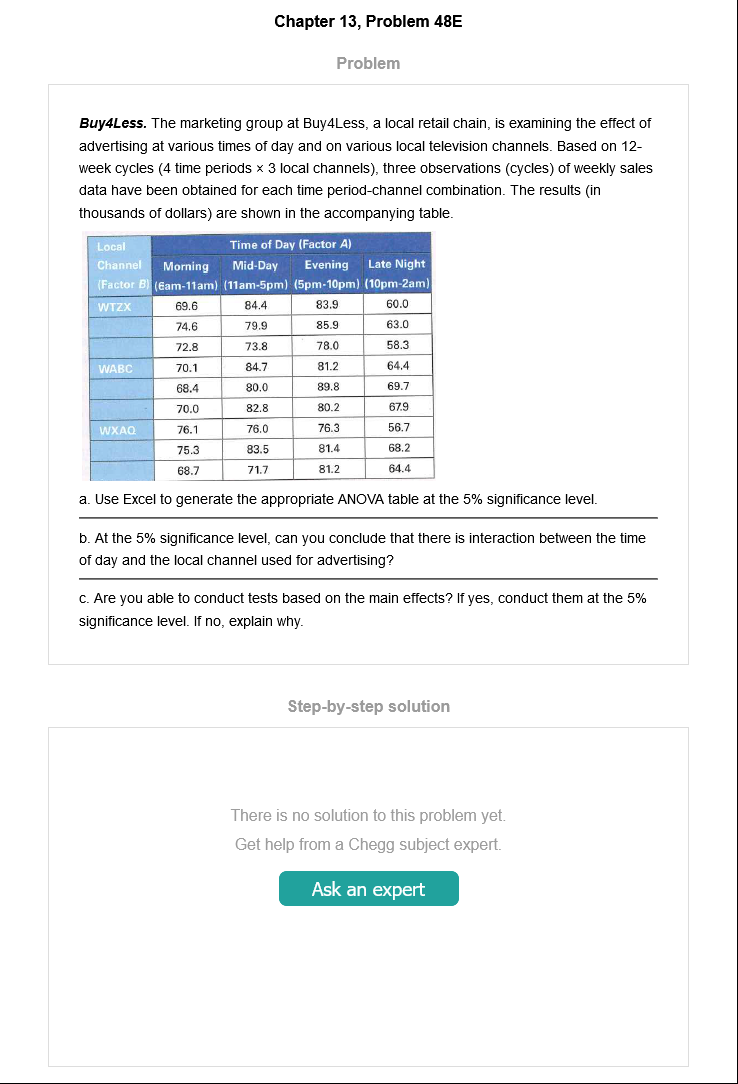 Chapter 13, Problem 48E
Problem
Buy4Less. The marketing group at Buy4Less, a local retail chain, is examining the effect of
advertising at various times of day and on various local television channels. Based on 12-
week cycles (4 time periods × 3 local channels), three observations (cycles) of weekly sales
data have been obtained for each time period-channel combination. The results (in
thousands of dollars) are shown in the accompanying table.
Local Time of Day (Factor A)
Channel Morning Mid-Day Evening Late Night
(Factor B) (6am-11am) (11am-5pm) (5pm-10pm) (10pm-2am)
WTZX 69.6 84.4 83.9 60.0
74.6 79.9 85.9 63.0
72.8 73.8 78.0 58.3
WABC 70.1 84.7 81.2 64.4
68.4 80.0 89.8 69.7
70.0 82.8 80.2 67.9
WXAQ 76.1 76.0 76.3 56.7
75.3 83.5 81.4 68.2
68.7 71.7 81.2 64.4
a. Use Excel to generate the appropriate ANOVA table at the 5% significance level.
b. At the 5% significance level, can you conclude that there is interaction between the time
of day and the local channel used for advertising?
c. Are you able to conduct tests based on the main effects? If yes, conduct them at the 5%
significance level. If no, explain why.
Step-by-step solution
There is no solution to this problem yet.
Get help from a Chegg subject expert.
Ask an expert